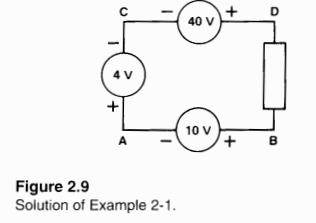 C − 40 V + D
−
4 V
+
A − 10 V + B
Figure 2.9
Solution of Example 2-1.